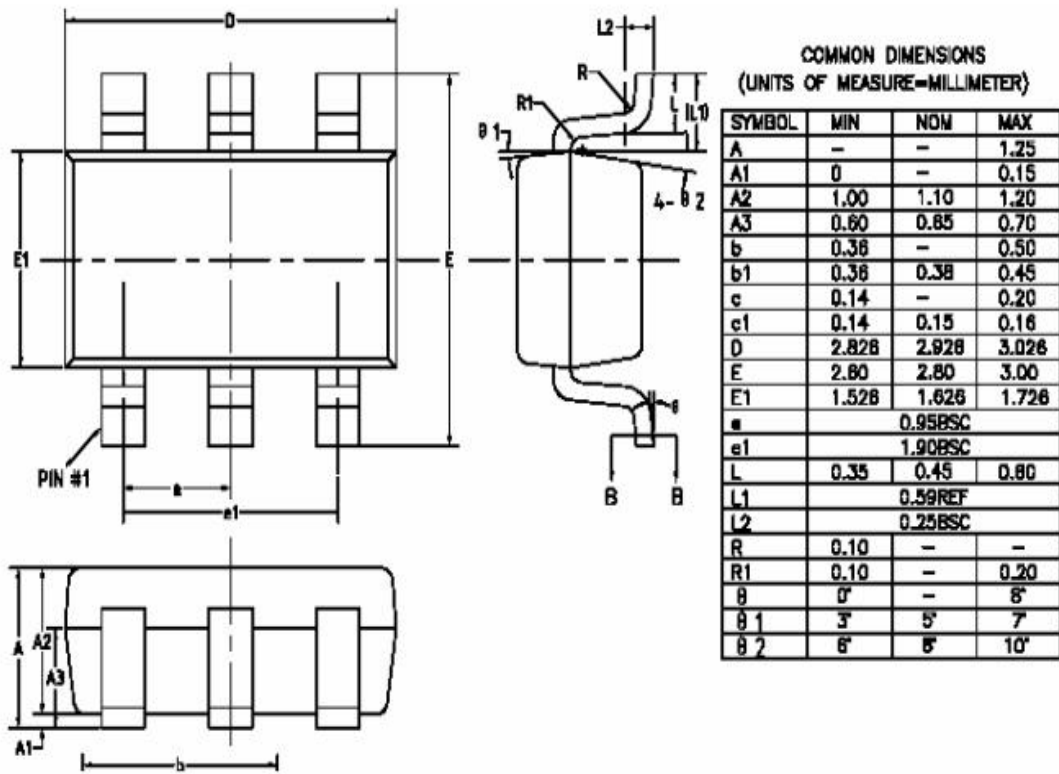 D
L2
R
R1
L
(L1)
θ 1
4- θ 2
E1
E
PIN #1
e
e1
θ
B B
A
A2
A3
A1
b
COMMON DIMENSIONS
(UNITS OF MEASURE=MILLIMETER)
SYMBOL MIN NOM MAX
A – – 1.25
A1 0 – 0.15
A2 1.00 1.10 1.20
A3 0.60 0.65 0.70
b 0.36 – 0.50
b1 0.36 0.38 0.45
c 0.14 – 0.20
c1 0.14 0.15 0.16
D 2.826 2.926 3.026
E 2.60 2.80 3.00
E1 1.526 1.626 1.726
e 0.95BSC
e1 1.90BSC
L 0.35 0.45 0.60
L1 0.59REF
L2 0.25BSC
R 0.10 – –
R1 0.10 – 0.20
θ 0° – 8°
θ 1 3° 5° 7°
θ 2 6° 8° 10°